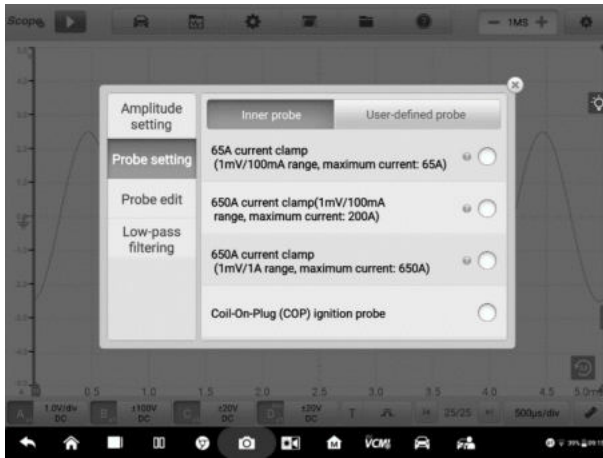 Scope
1MS
Amplitude
setting
Probe setting
Probe edit
Low-pass
filtering
Inner probe
User-defined probe
65A current clamp
(1mV/100mA range, maximum current: 65A)
650A current clamp(1mV/100mA
range, maximum current: 200A)
650A current clamp
(1mV/1A range, maximum current: 650A)
Coil-On-Plug (COP) ignition probe
0.5 1.0 1.5 2.0 2.5 3.0 3.5 4.0 4.5 5.0ms
A 1.0V/div DC B ±100V DC C ±20V DC D ±20V DC T 25/25 500µs/div
VCMI